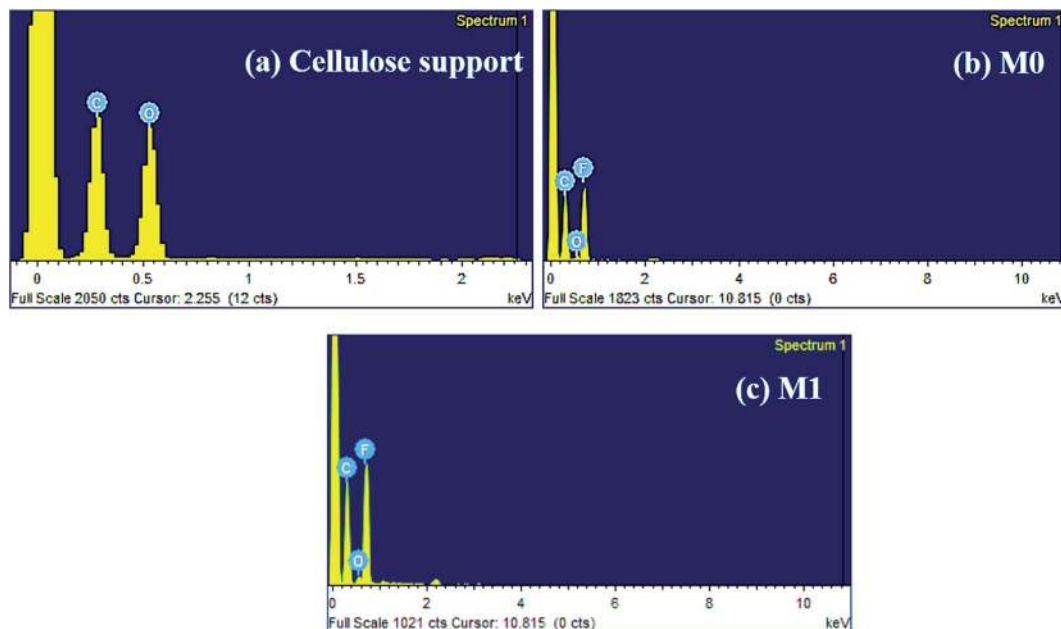 Spectrum 1
(a) Cellulose support
C
O
0 0.5 1 1.5 2
Full Scale 2050 cts Cursor: 2.255 (12 cts) keV
Spectrum 1
(b) M0
F
C
O
0 2 4 6 8 10
Full Scale 1823 cts Cursor: 10.815 (0 cts) keV
Spectrum 1
(c) M1
F
C
O
0 2 4 6 8 10
Full Scale 1021 cts Cursor: 10.815 (0 cts) keV